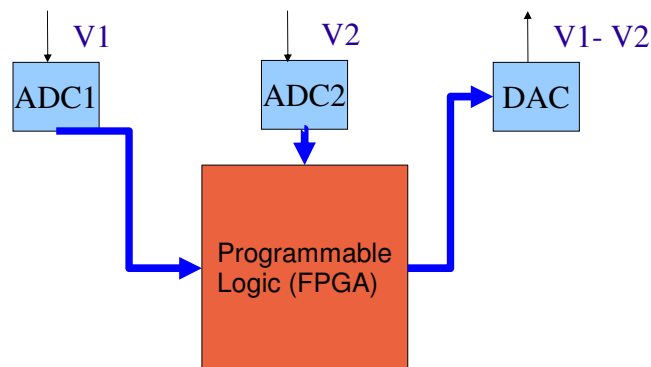 V1
V2
V1- V2
ADC1
ADC2
DAC
Programmable
Logic (FPGA)